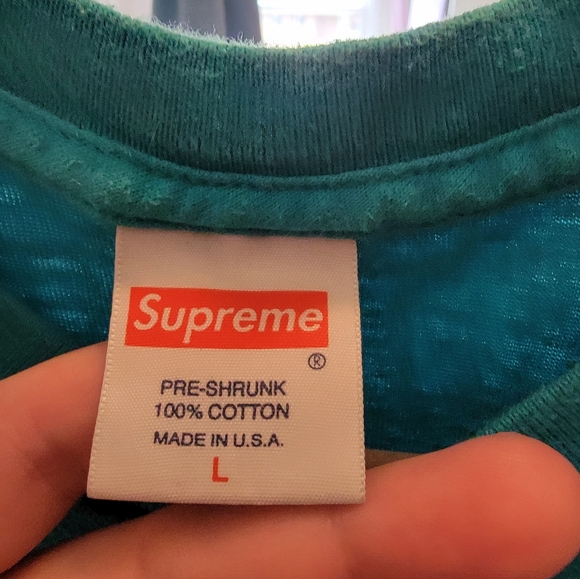 Supreme
®
PRE-SHRUNK
100% COTTON
MADE IN U.S.A.
L